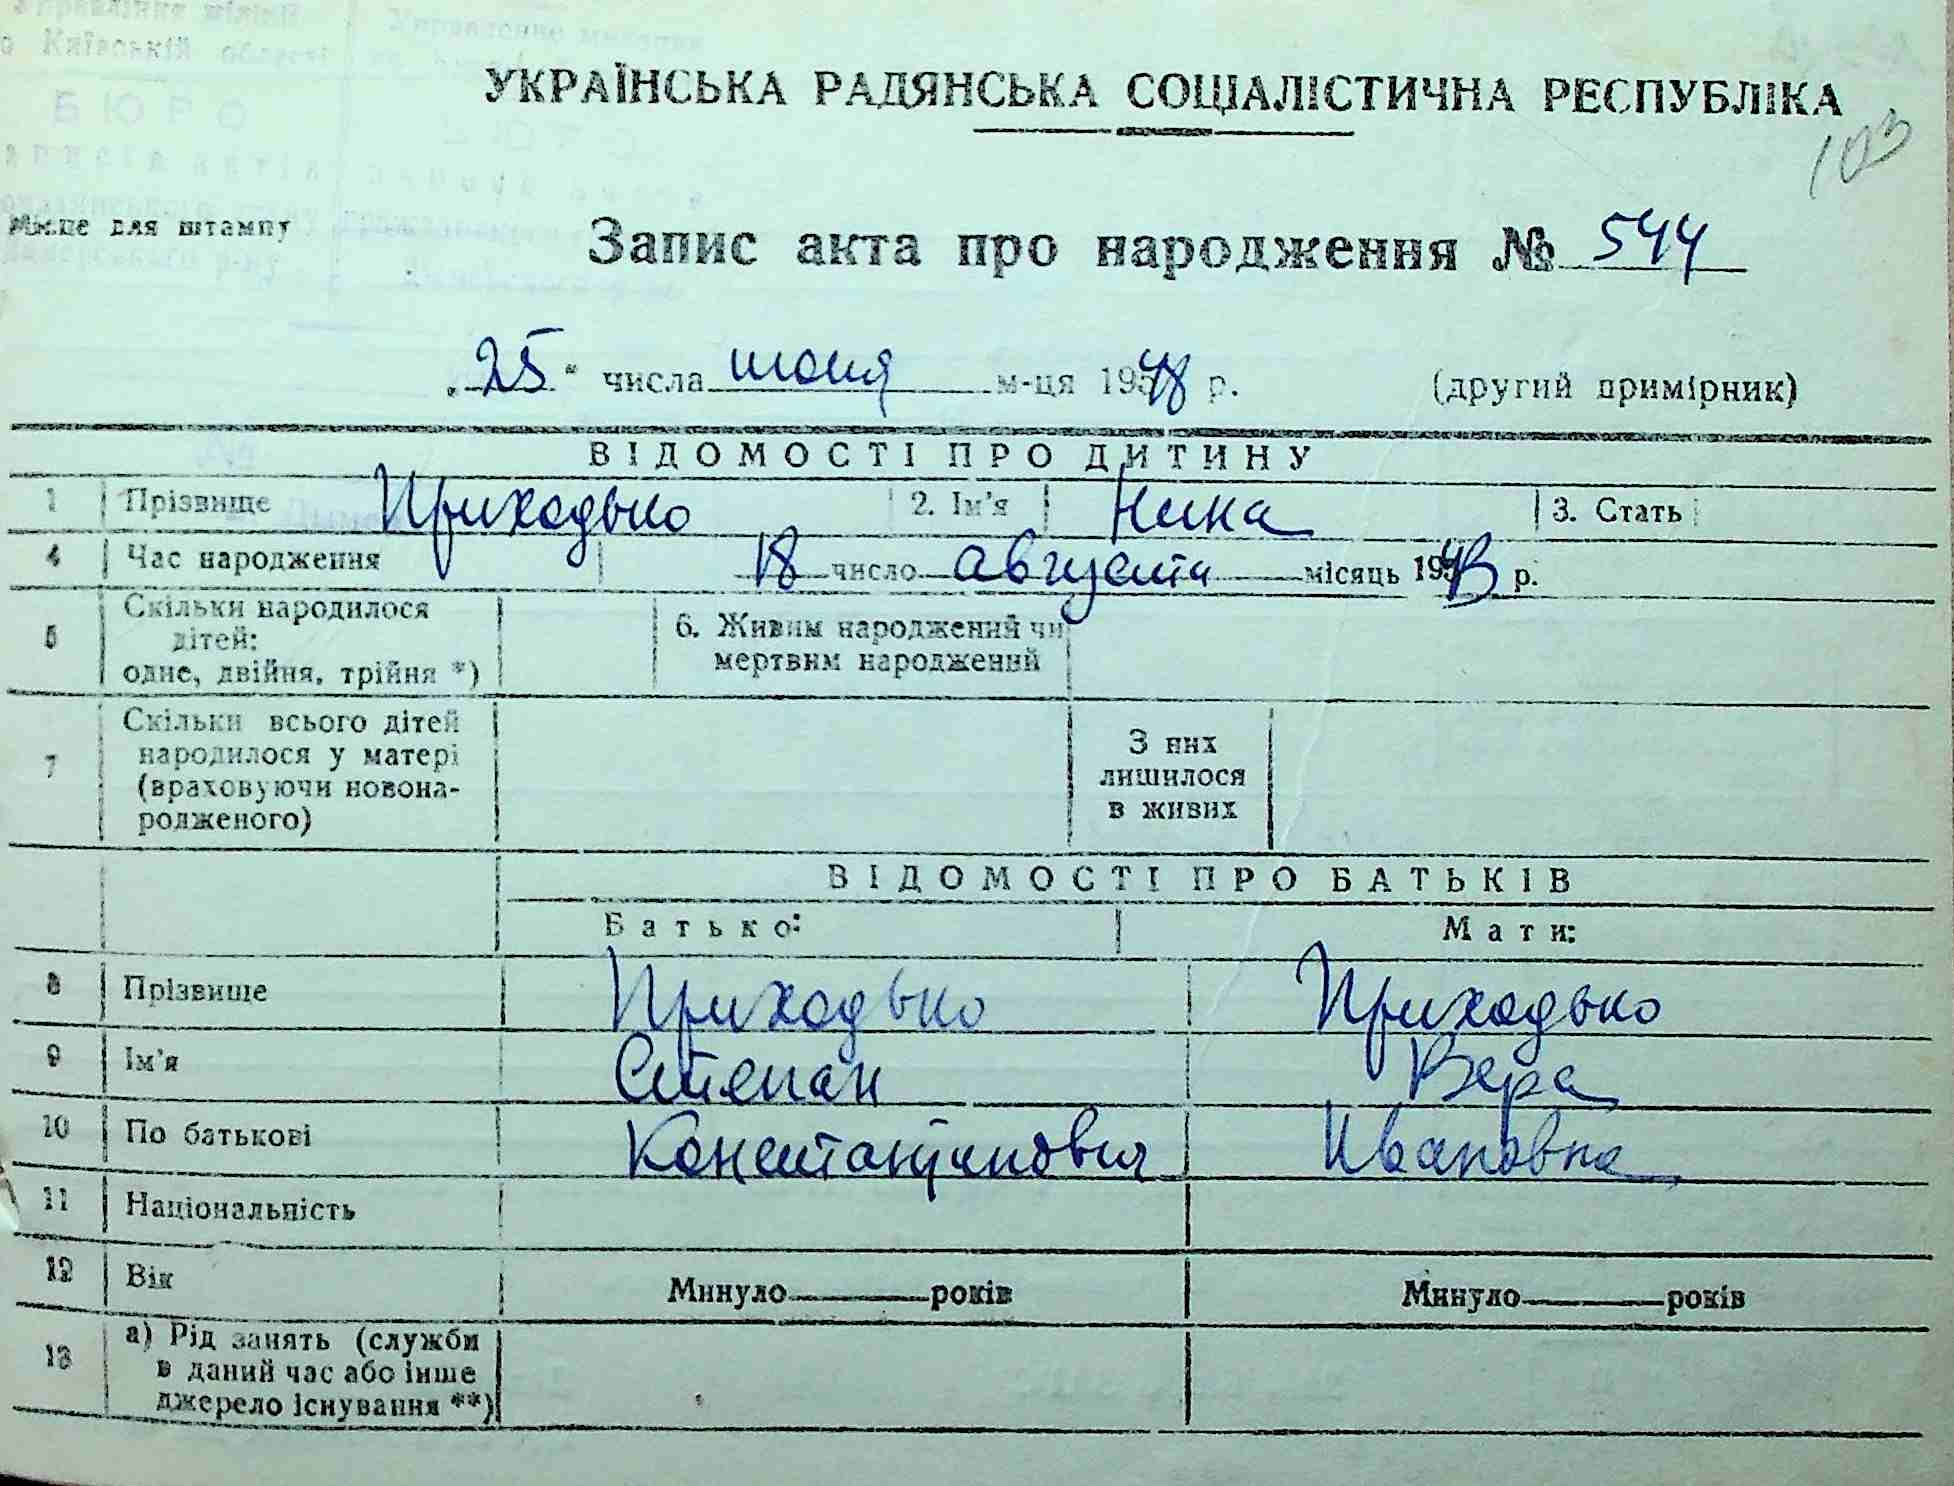 УКРАЇНСЬКА РАДЯНСЬКА СОЦІАЛІСТИЧНА РЕСПУБЛІКА
103
Місце для штампу
Запис акта про народження № 544
„25“ числа июня м-ця 1948 р. (другий примірник)
ВІДОМОСТІ ПРО ДИТИНУ
1 Прізвище Приходько 2. Ім'я Нина 3. Стать
4 Час народження 18 число августа місяць 194 р.
5 Скільки народилося дітей: одне, двійня, трійня *) 6. Живим народжений чи мертвим народжений
7 Скільки всього дітей народилося у матері (враховуючи новона-родженого) З них лишилося в живих
ВІДОМОСТІ ПРО БАТЬКІВ
Батько: Мати:
8 Прізвище Приходько Приходько
9 Ім'я Степан Вера
10 По батькові Константинович Ивановна
11 Національність
12 Вік Минуло років Минуло років
13 а) Рід занять (служби в даний час або інше джерело існування **)